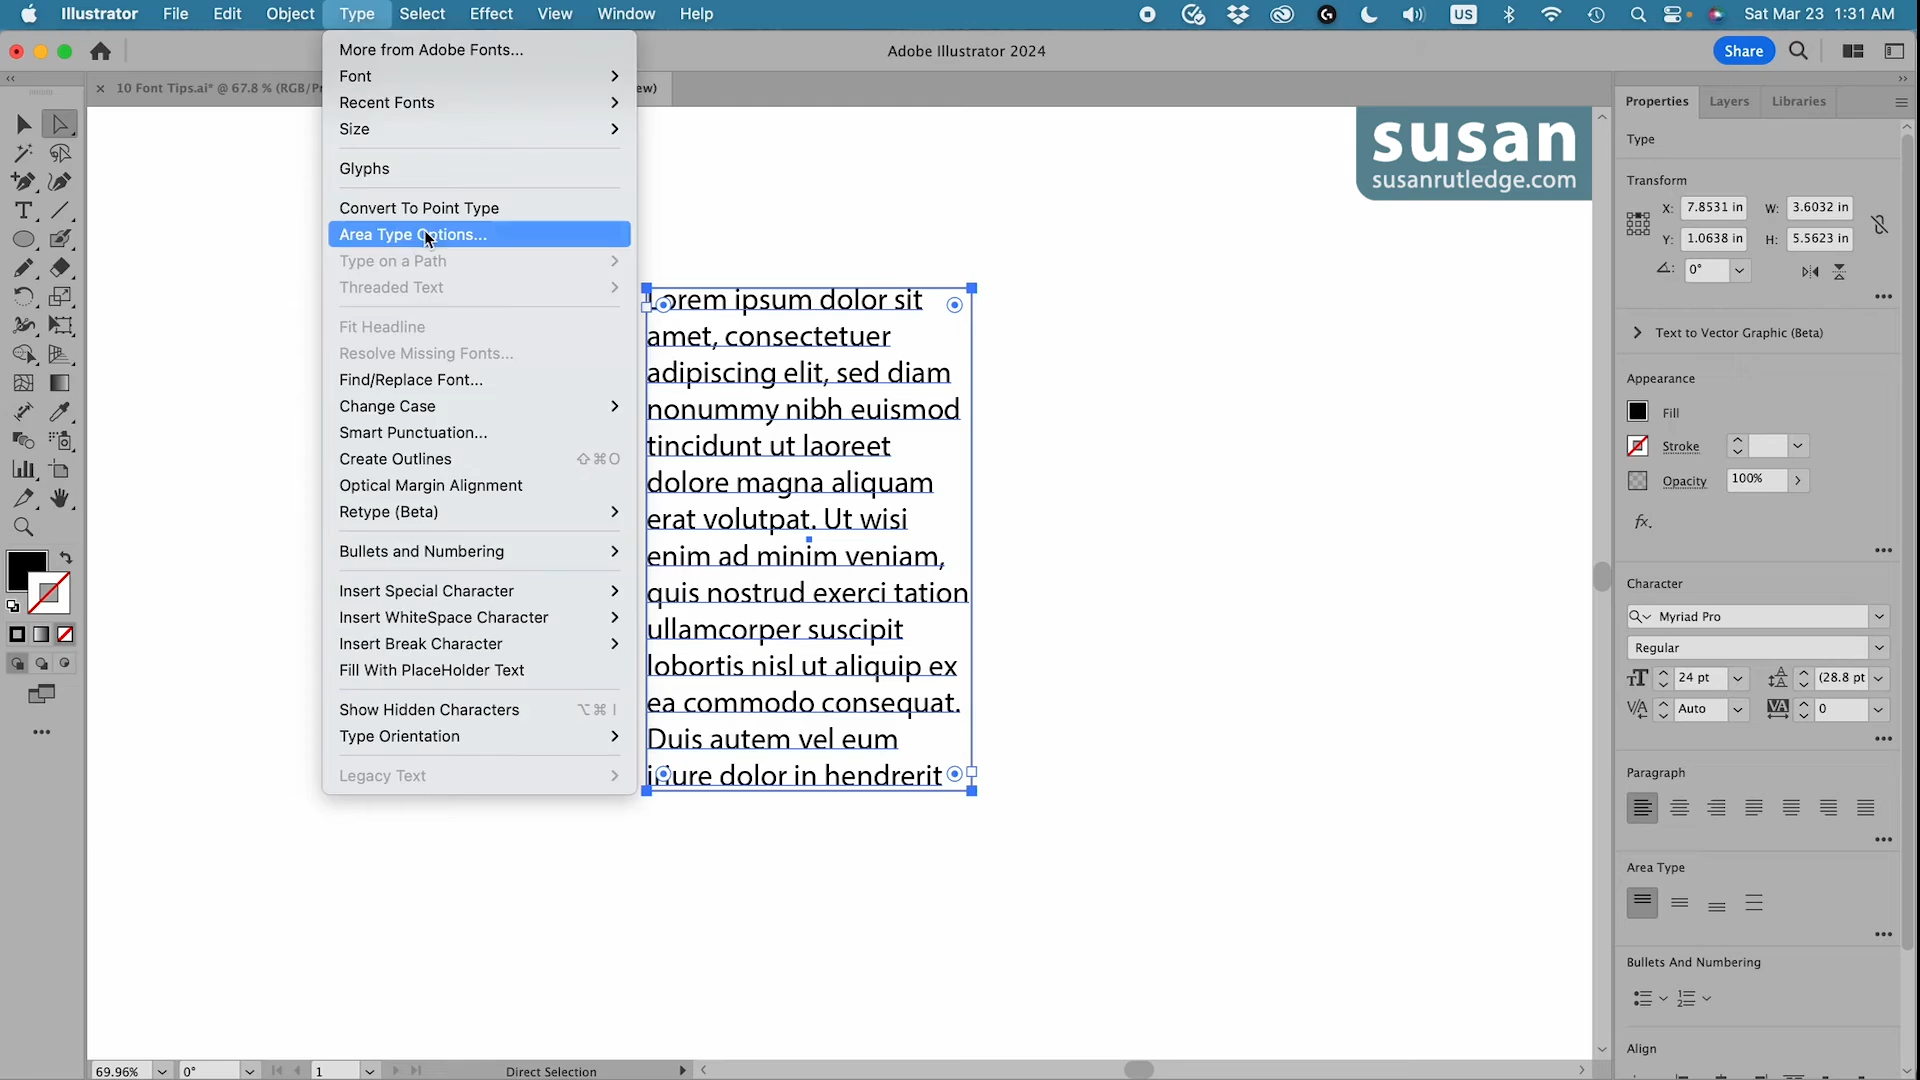 Illustrator File Edit Object Type Select Effect View Window Help
US Sat Mar 23 1:31 AM
Adobe Illustrator 2024
Share
10 Font Tips.ai* @ 67.8 % (RGB/Pr
ew)
More from Adobe Fonts...
Font
Recent Fonts
Size
Glyphs
Convert To Point Type
Area Type Options...
Type on a Path
Threaded Text
Fit Headline
Resolve Missing Fonts...
Find/Replace Font...
Change Case
Smart Punctuation...
Create Outlines ⇧⌘O
Optical Margin Alignment
Retype (Beta)
Bullets and Numbering
Insert Special Character
Insert WhiteSpace Character
Insert Break Character
Fill With PlaceHolder Text
Show Hidden Characters ⌥⌘I
Type Orientation
Legacy Text
susan
susanrutledge.com
Lorem ipsum dolor sit
amet, consectetuer
adipiscing elit, sed diam
nonummy nibh euismod
tincidunt ut laoreet
dolore magna aliquam
erat volutpat. Ut wisi
enim ad minim veniam,
quis nostrud exerci tation
ullamcorper suscipit
lobortis nisl ut aliquip ex
ea commodo consequat.
Duis autem vel eum
iriure dolor in hendrerit
Properties Layers Libraries
Type
Transform
X: 7.8531 in W: 3.6032 in
Y: 1.0638 in H: 5.5623 in
0°
Text to Vector Graphic (Beta)
Appearance
Fill
Stroke
Opacity 100%
fx.
Character
Myriad Pro
Regular
24 pt (28.8 pt
Auto 0
Paragraph
Area Type
Bullets And Numbering
Align
69.96% 0° 1 Direct Selection